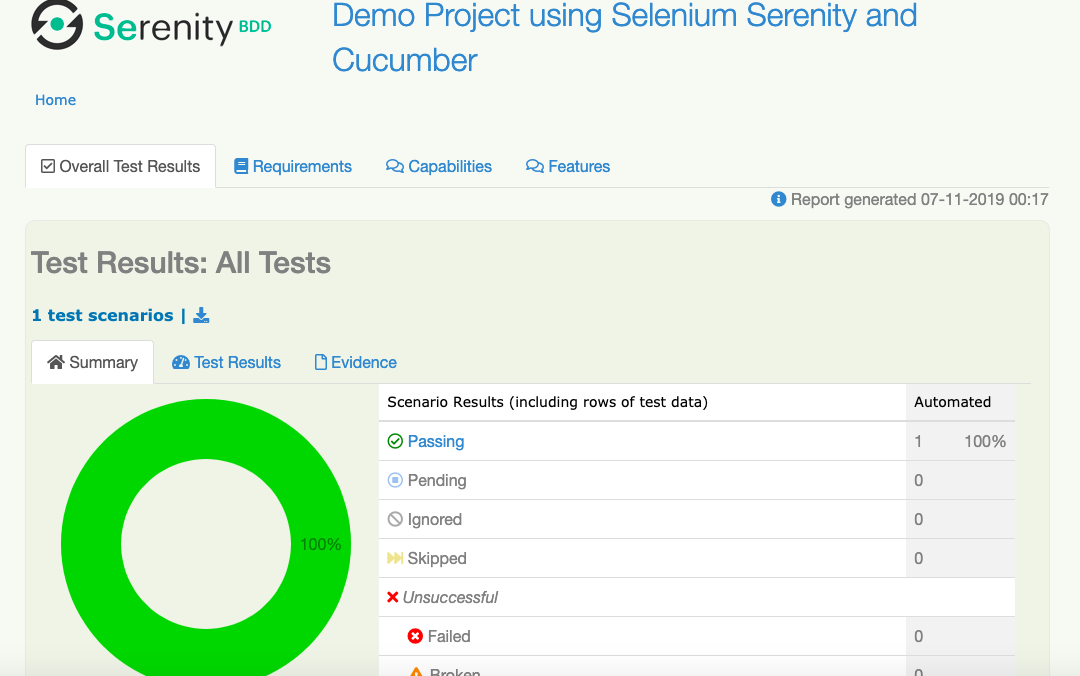 Serenity BDD
Demo Project using Selenium Serenity and
Cucumber
Home
Overall Test Results
Requirements
Capabilities
Features
Report generated 07-11-2019 00:17
Test Results: All Tests
1 test scenarios |
Summary
Test Results
Evidence
100%
Scenario Results (including rows of test data) Automated
Passing 1 100%
Pending 0
Ignored 0
Skipped 0
Unsuccessful
Failed 0
Broken 0